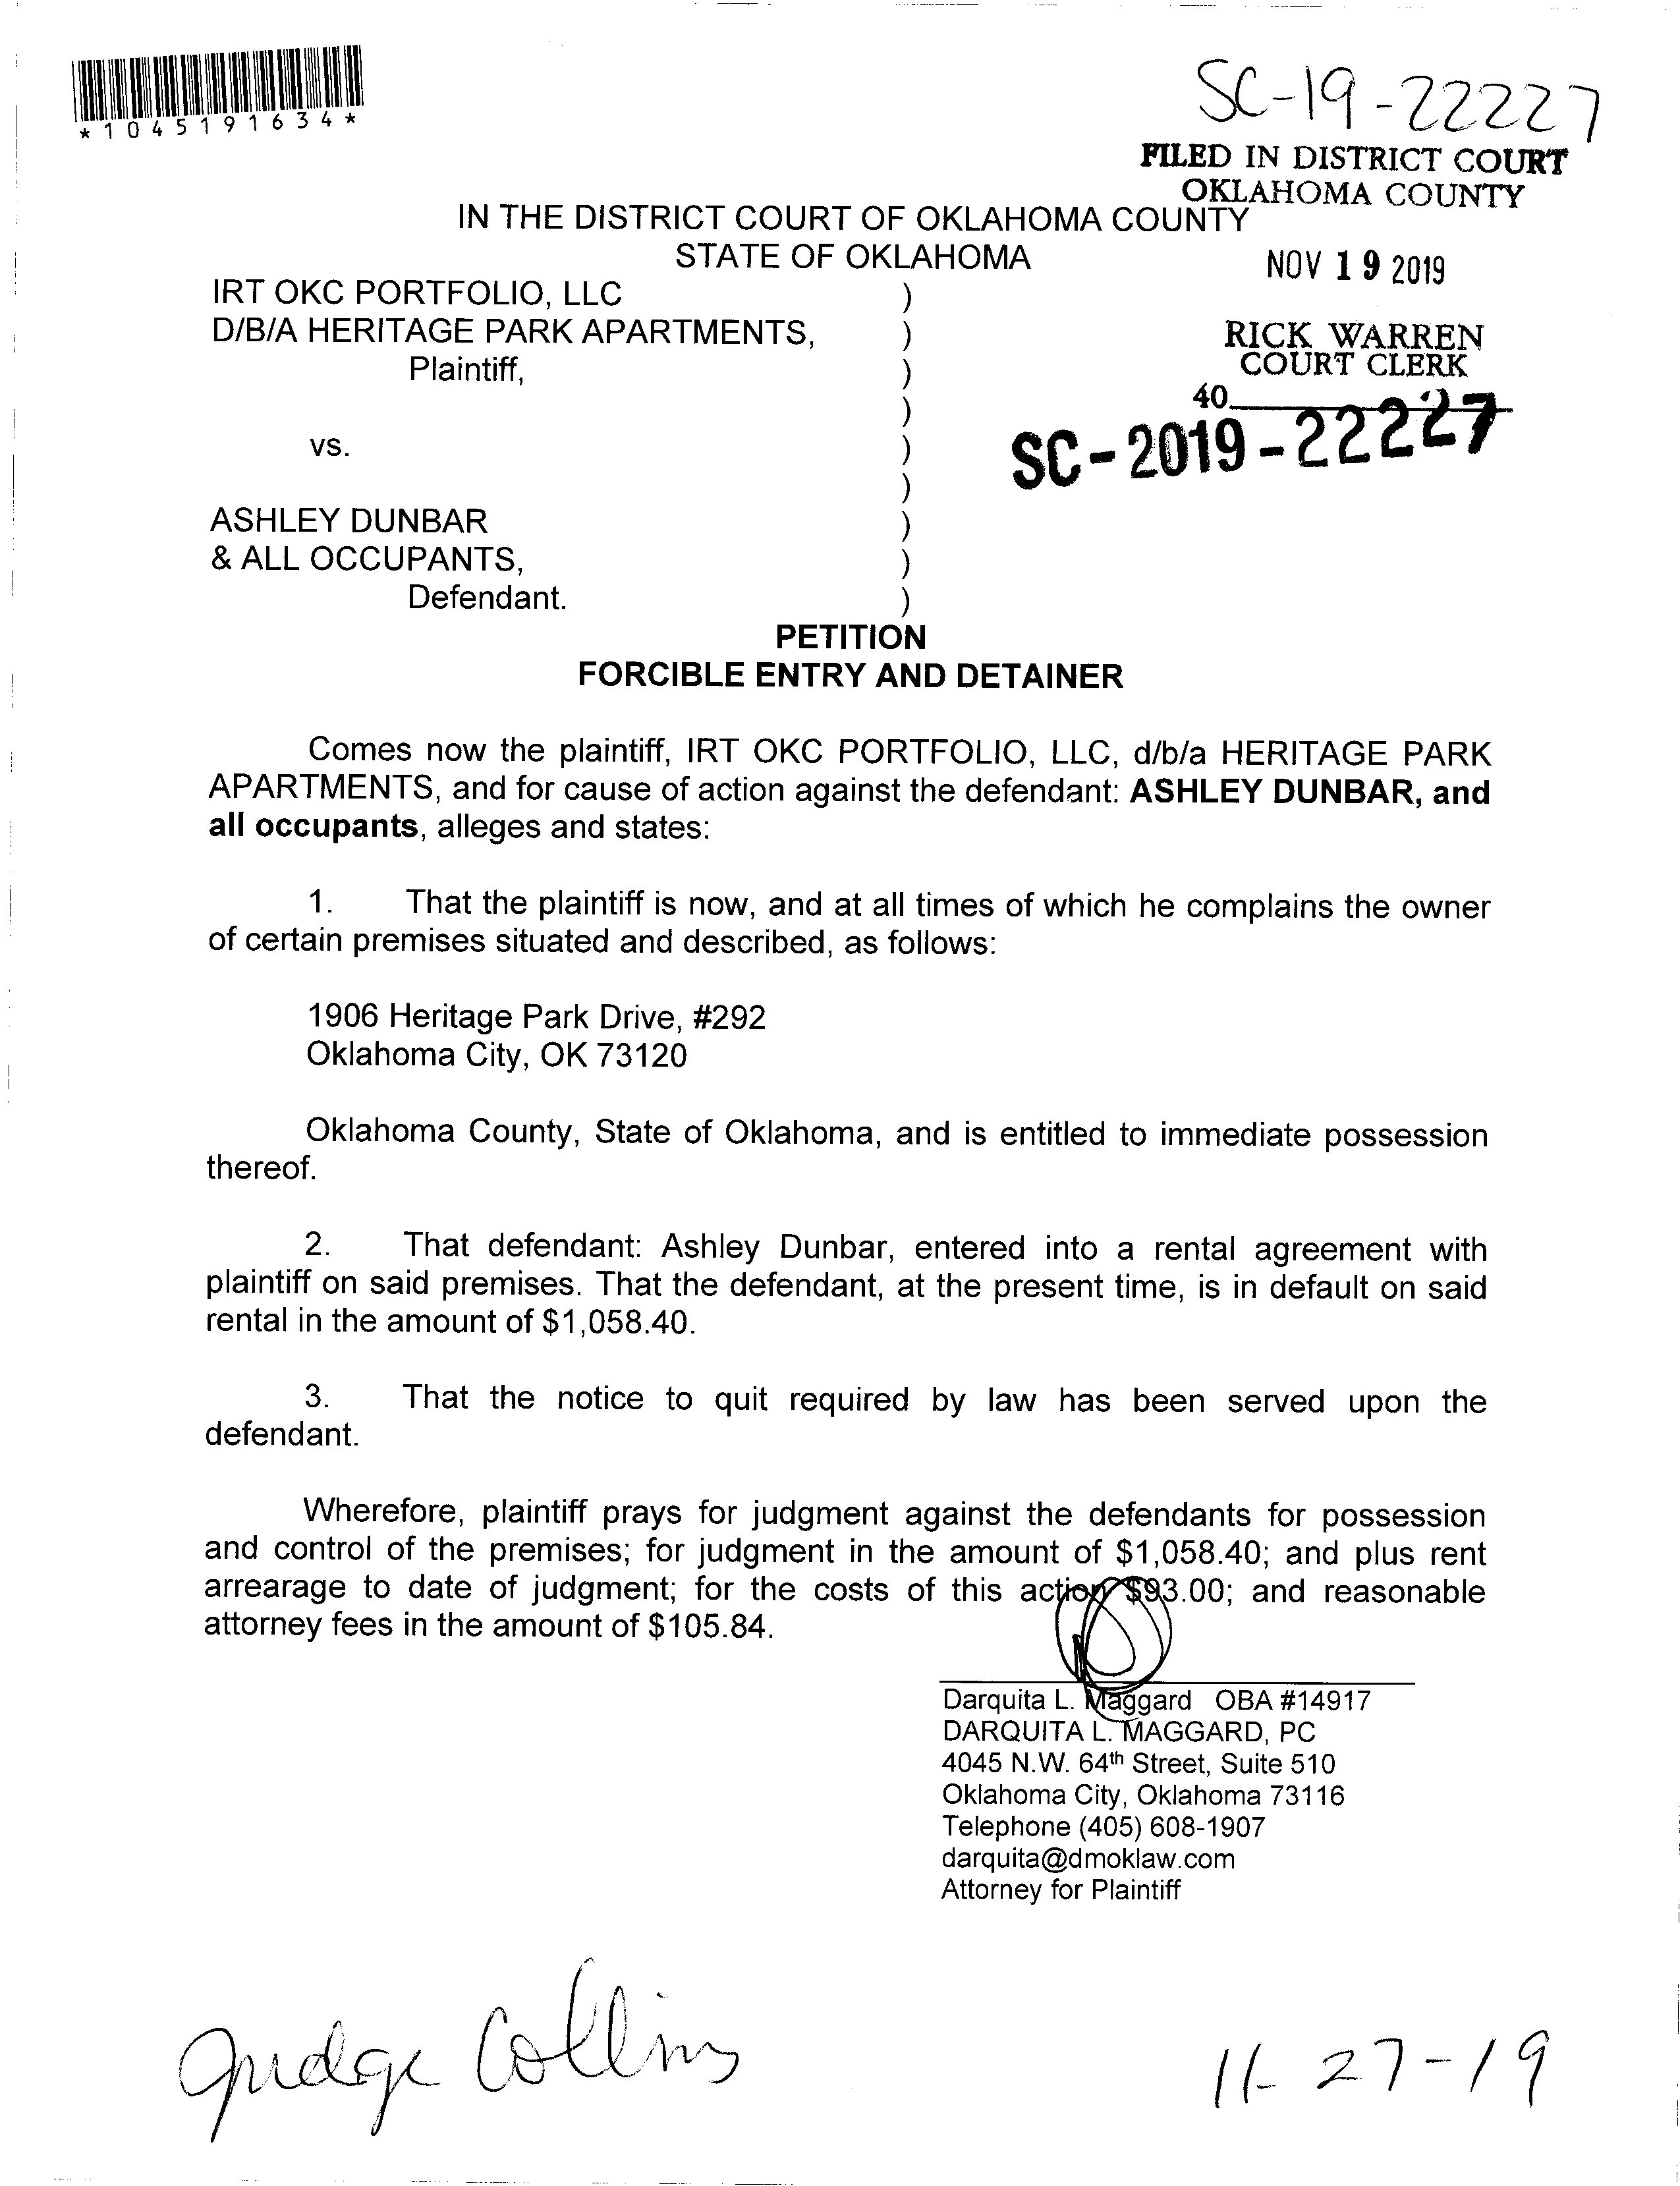 SC-19-22227
*1045191634*
FILED IN DISTRICT COURT
OKLAHOMA COUNTY
IN THE DISTRICT COURT OF OKLAHOMA COUNTY
STATE OF OKLAHOMA
NOV 19 2019
IRT OKC PORTFOLIO, LLC )
D/B/A HERITAGE PARK APARTMENTS, )
Plaintiff, )
)
RICK WARREN
COURT CLERK
40
vs. )
SC-2019-22227
)
ASHLEY DUNBAR )
& ALL OCCUPANTS, )
Defendant. )
PETITION
FORCIBLE ENTRY AND DETAINER
Comes now the plaintiff, IRT OKC PORTFOLIO, LLC, d/b/a HERITAGE PARK
APARTMENTS, and for cause of action against the defendant: ASHLEY DUNBAR, and
all occupants, alleges and states:
1. That the plaintiff is now, and at all times of which he complains the owner
of certain premises situated and described, as follows:
1906 Heritage Park Drive, #292
Oklahoma City, OK 73120
Oklahoma County, State of Oklahoma, and is entitled to immediate possession
thereof.
2. That defendant: Ashley Dunbar, entered into a rental agreement with
plaintiff on said premises. That the defendant, at the present time, is in default on said
rental in the amount of $1,058.40.
3. That the notice to quit required by law has been served upon the
defendant.
Wherefore, plaintiff prays for judgment against the defendants for possession
and control of the premises; for judgment in the amount of $1,058.40; and plus rent
arrearage to date of judgment; for the costs of this action $93.00; and reasonable
attorney fees in the amount of $105.84.
Darquita L. Maggard OBA #14917
DARQUITA L. MAGGARD, PC
4045 N.W. 64th Street, Suite 510
Oklahoma City, Oklahoma 73116
Telephone (405) 608-1907
darquita@dmoklaw.com
Attorney for Plaintiff
Judge Collins
11-27-19